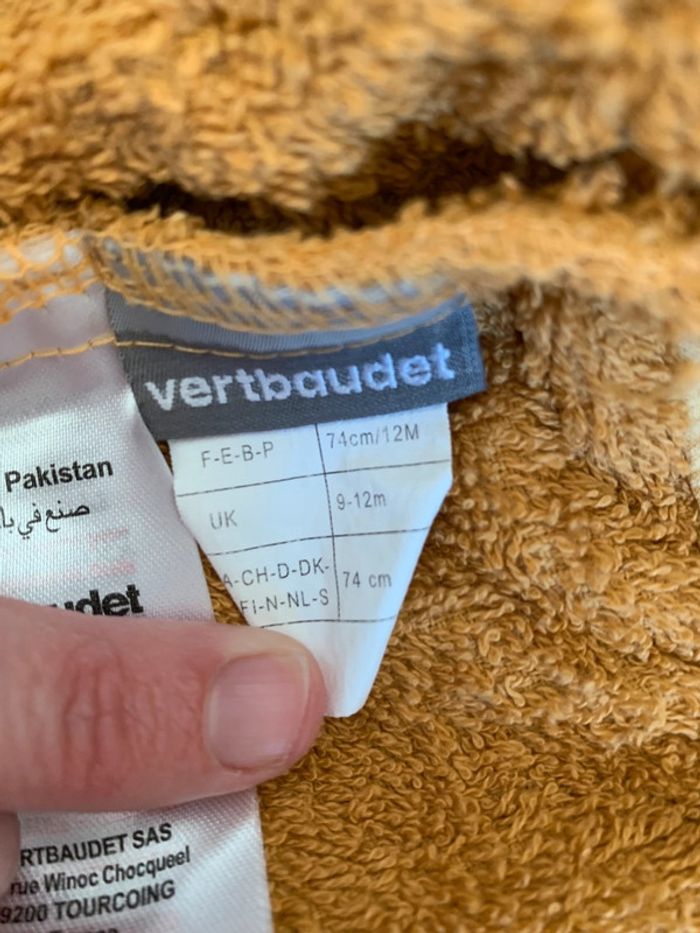 vertbaudet
F-E-B-P 74cm/12M
UK 9-12m
A-CH-D-DK- 74 cm
FI-N-NL-S
Pakistan
صنع في با
udet
RTBAUDET SAS
rue Winoc Chocqueel
9200 TOURCOING